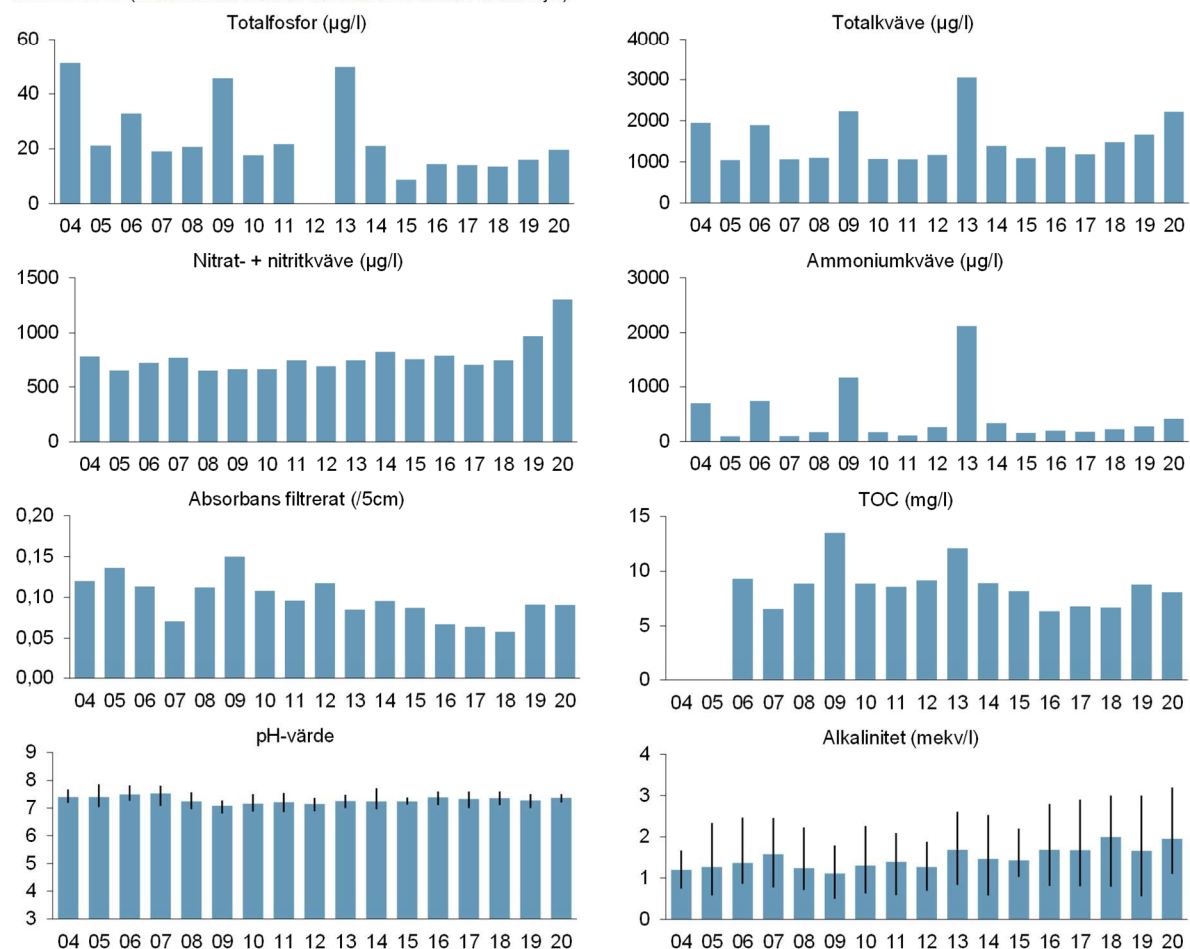 Totalfosfor (µg/l)
60
40
20
0
04 05 06 07 08 09 10 11 12 13 14 15 16 17 18 19 20
Totalkväve (µg/l)
4000
3000
2000
1000
0
04 05 06 07 08 09 10 11 12 13 14 15 16 17 18 19 20
Nitrat- + nitritkväve (µg/l)
1500
1000
500
0
04 05 06 07 08 09 10 11 12 13 14 15 16 17 18 19 20
Ammoniumkväve (µg/l)
3000
2000
1000
0
04 05 06 07 08 09 10 11 12 13 14 15 16 17 18 19 20
Absorbans filtrerat (/5cm)
0,20
0,15
0,10
0,05
0,00
04 05 06 07 08 09 10 11 12 13 14 15 16 17 18 19 20
TOC (mg/l)
15
10
5
0
04 05 06 07 08 09 10 11 12 13 14 15 16 17 18 19 20
pH-värde
9
8
7
6
5
4
3
04 05 06 07 08 09 10 11 12 13 14 15 16 17 18 19 20
Alkalinitet (mekv/l)
4
3
2
1
0
04 05 06 07 08 09 10 11 12 13 14 15 16 17 18 19 20